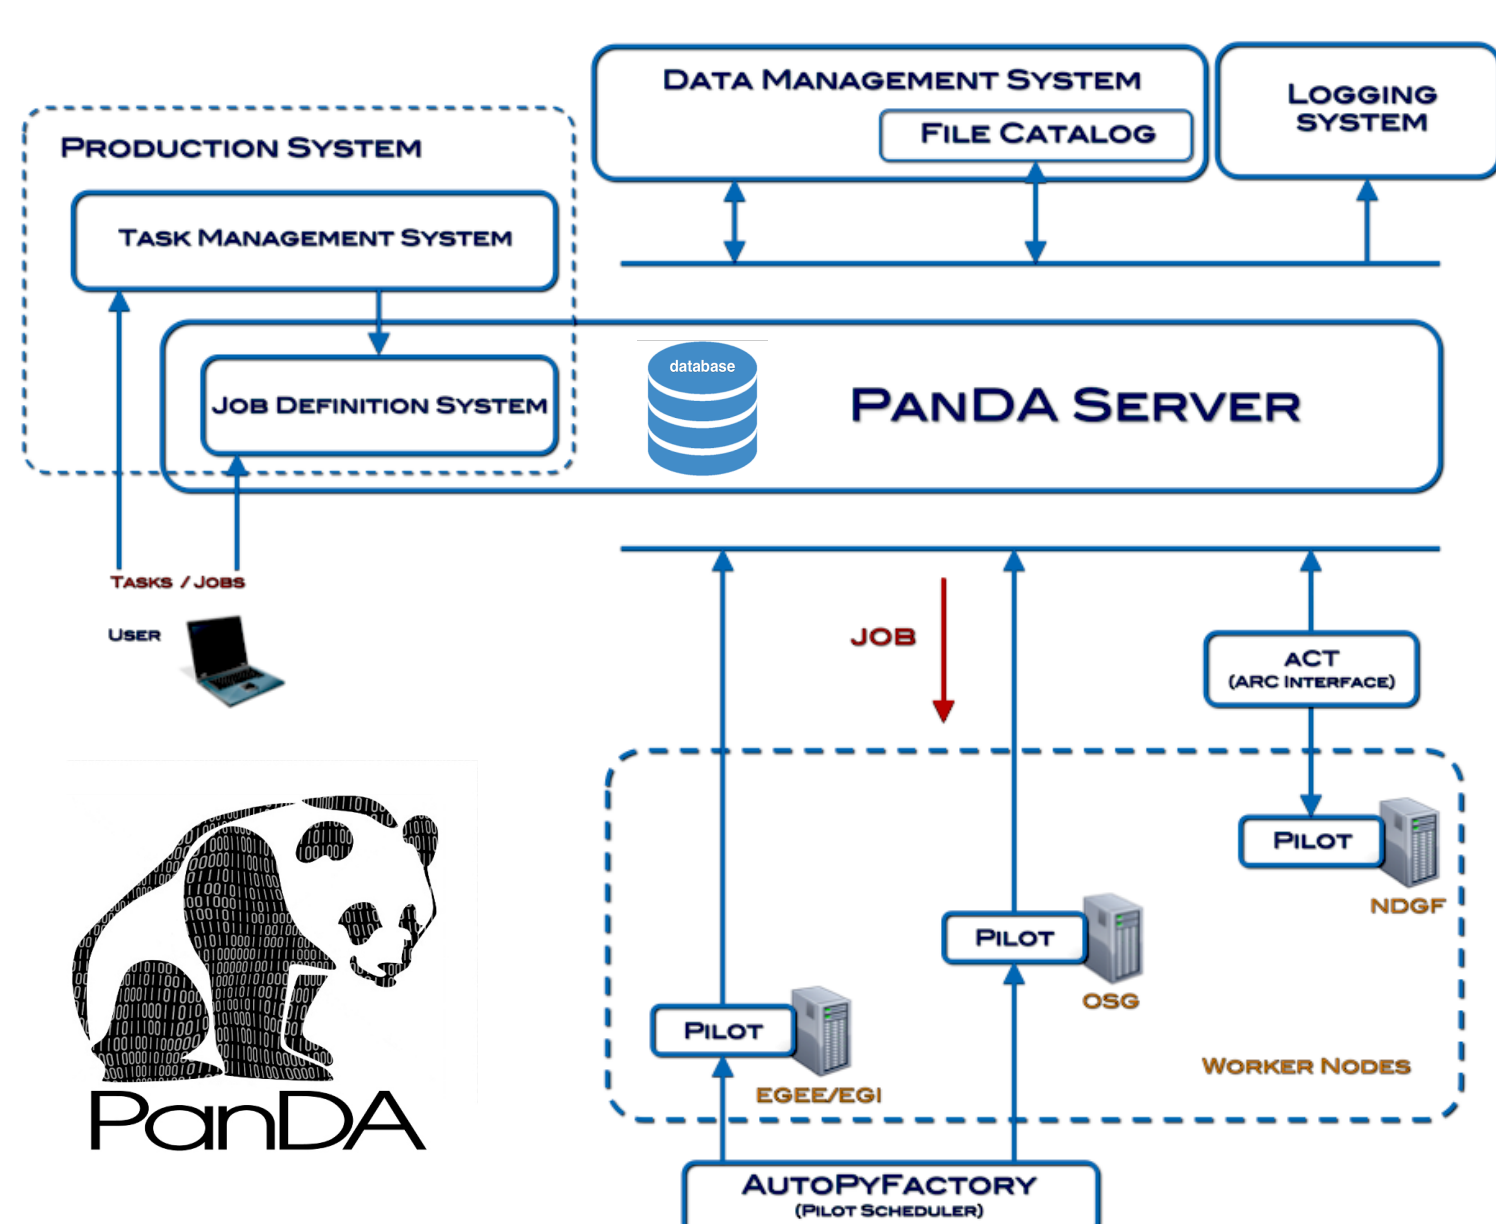 DATA MANAGEMENT SYSTEM
FILE CATALOG
LOGGING
SYSTEM
PRODUCTION SYSTEM
TASK MANAGEMENT SYSTEM
JOB DEFINITION SYSTEM
database
PANDA SERVER
TASKS / JOBS
USER
JOB
ACT
(ARC INTERFACE)
PILOT
NDGF
PILOT
OSG
PILOT
EGEE/EGI
WORKER NODES
PanDA
AUTOPYFACTORY
(PILOT SCHEDULER)